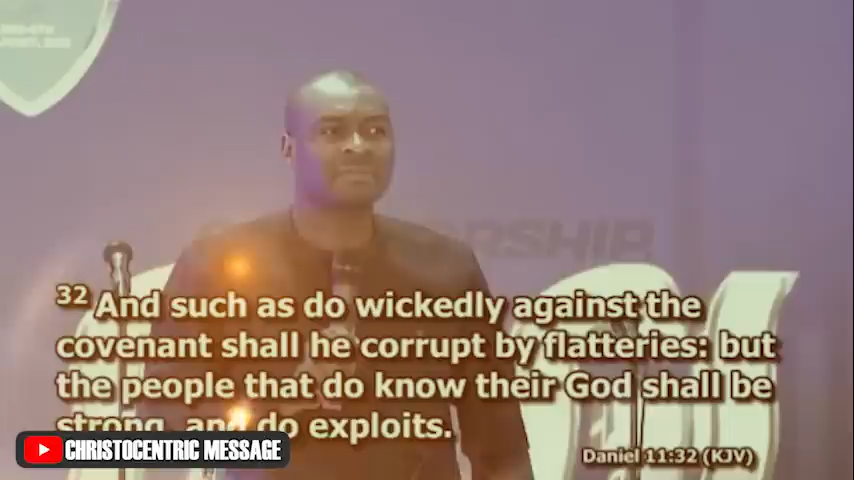 ORSHIP
32 And such as do wickedly against the
covenant shall he corrupt by flatteries: but
the people that do know their God shall be
strong, and do exploits.
CHRISTOCENTRIC MESSAGE
Daniel 11:32 (KJV)